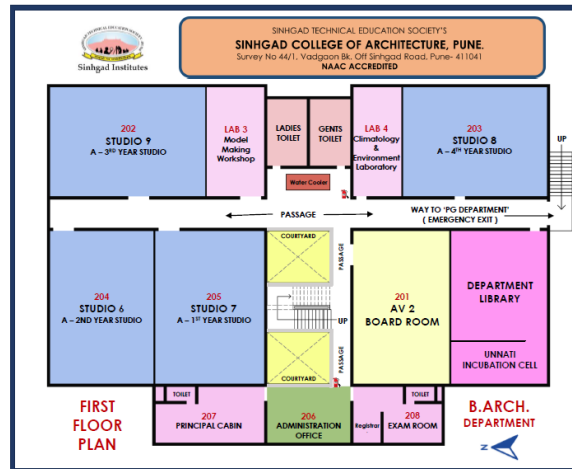 SINHGAD TECHNICAL EDUCATION SOCIETY'S
SINHGAD COLLEGE OF ARCHITECTURE, PUNE.
Survey No 44/1, Vadgaon Bk. Off Sinhgad Road, Pune- 411041
NAAC ACCREDITED
Sinhgad Institutes
202
STUDIO 9
A – 3RD YEAR STUDIO
LAB 3
Model
Making
Workshop
LADIES
TOILET
GENTS
TOILET
LAB 4
Climatology
&
Environment
Laboratory
203
STUDIO 8
A – 4TH YEAR STUDIO
UP
Water Cooler
PASSAGE
WAY TO 'PG DEPARTMENT'
( EMERGENCY EXIT )
COURTYARD
PASSAGE
204
STUDIO 6
A – 2ND YEAR STUDIO
205
STUDIO 7
A – 1ST YEAR STUDIO
201
AV 2
BOARD ROOM
DEPARTMENT
LIBRARY
UP
PASSAGE
UNNATI
INCUBATION CELL
COURTYARD
FIRST
FLOOR
PLAN
TOILET
207
PRINCIPAL CABIN
206
ADMINISTRATION
OFFICE
Registrar
TOILET
208
EXAM ROOM
B.ARCH.
DEPARTMENT
N